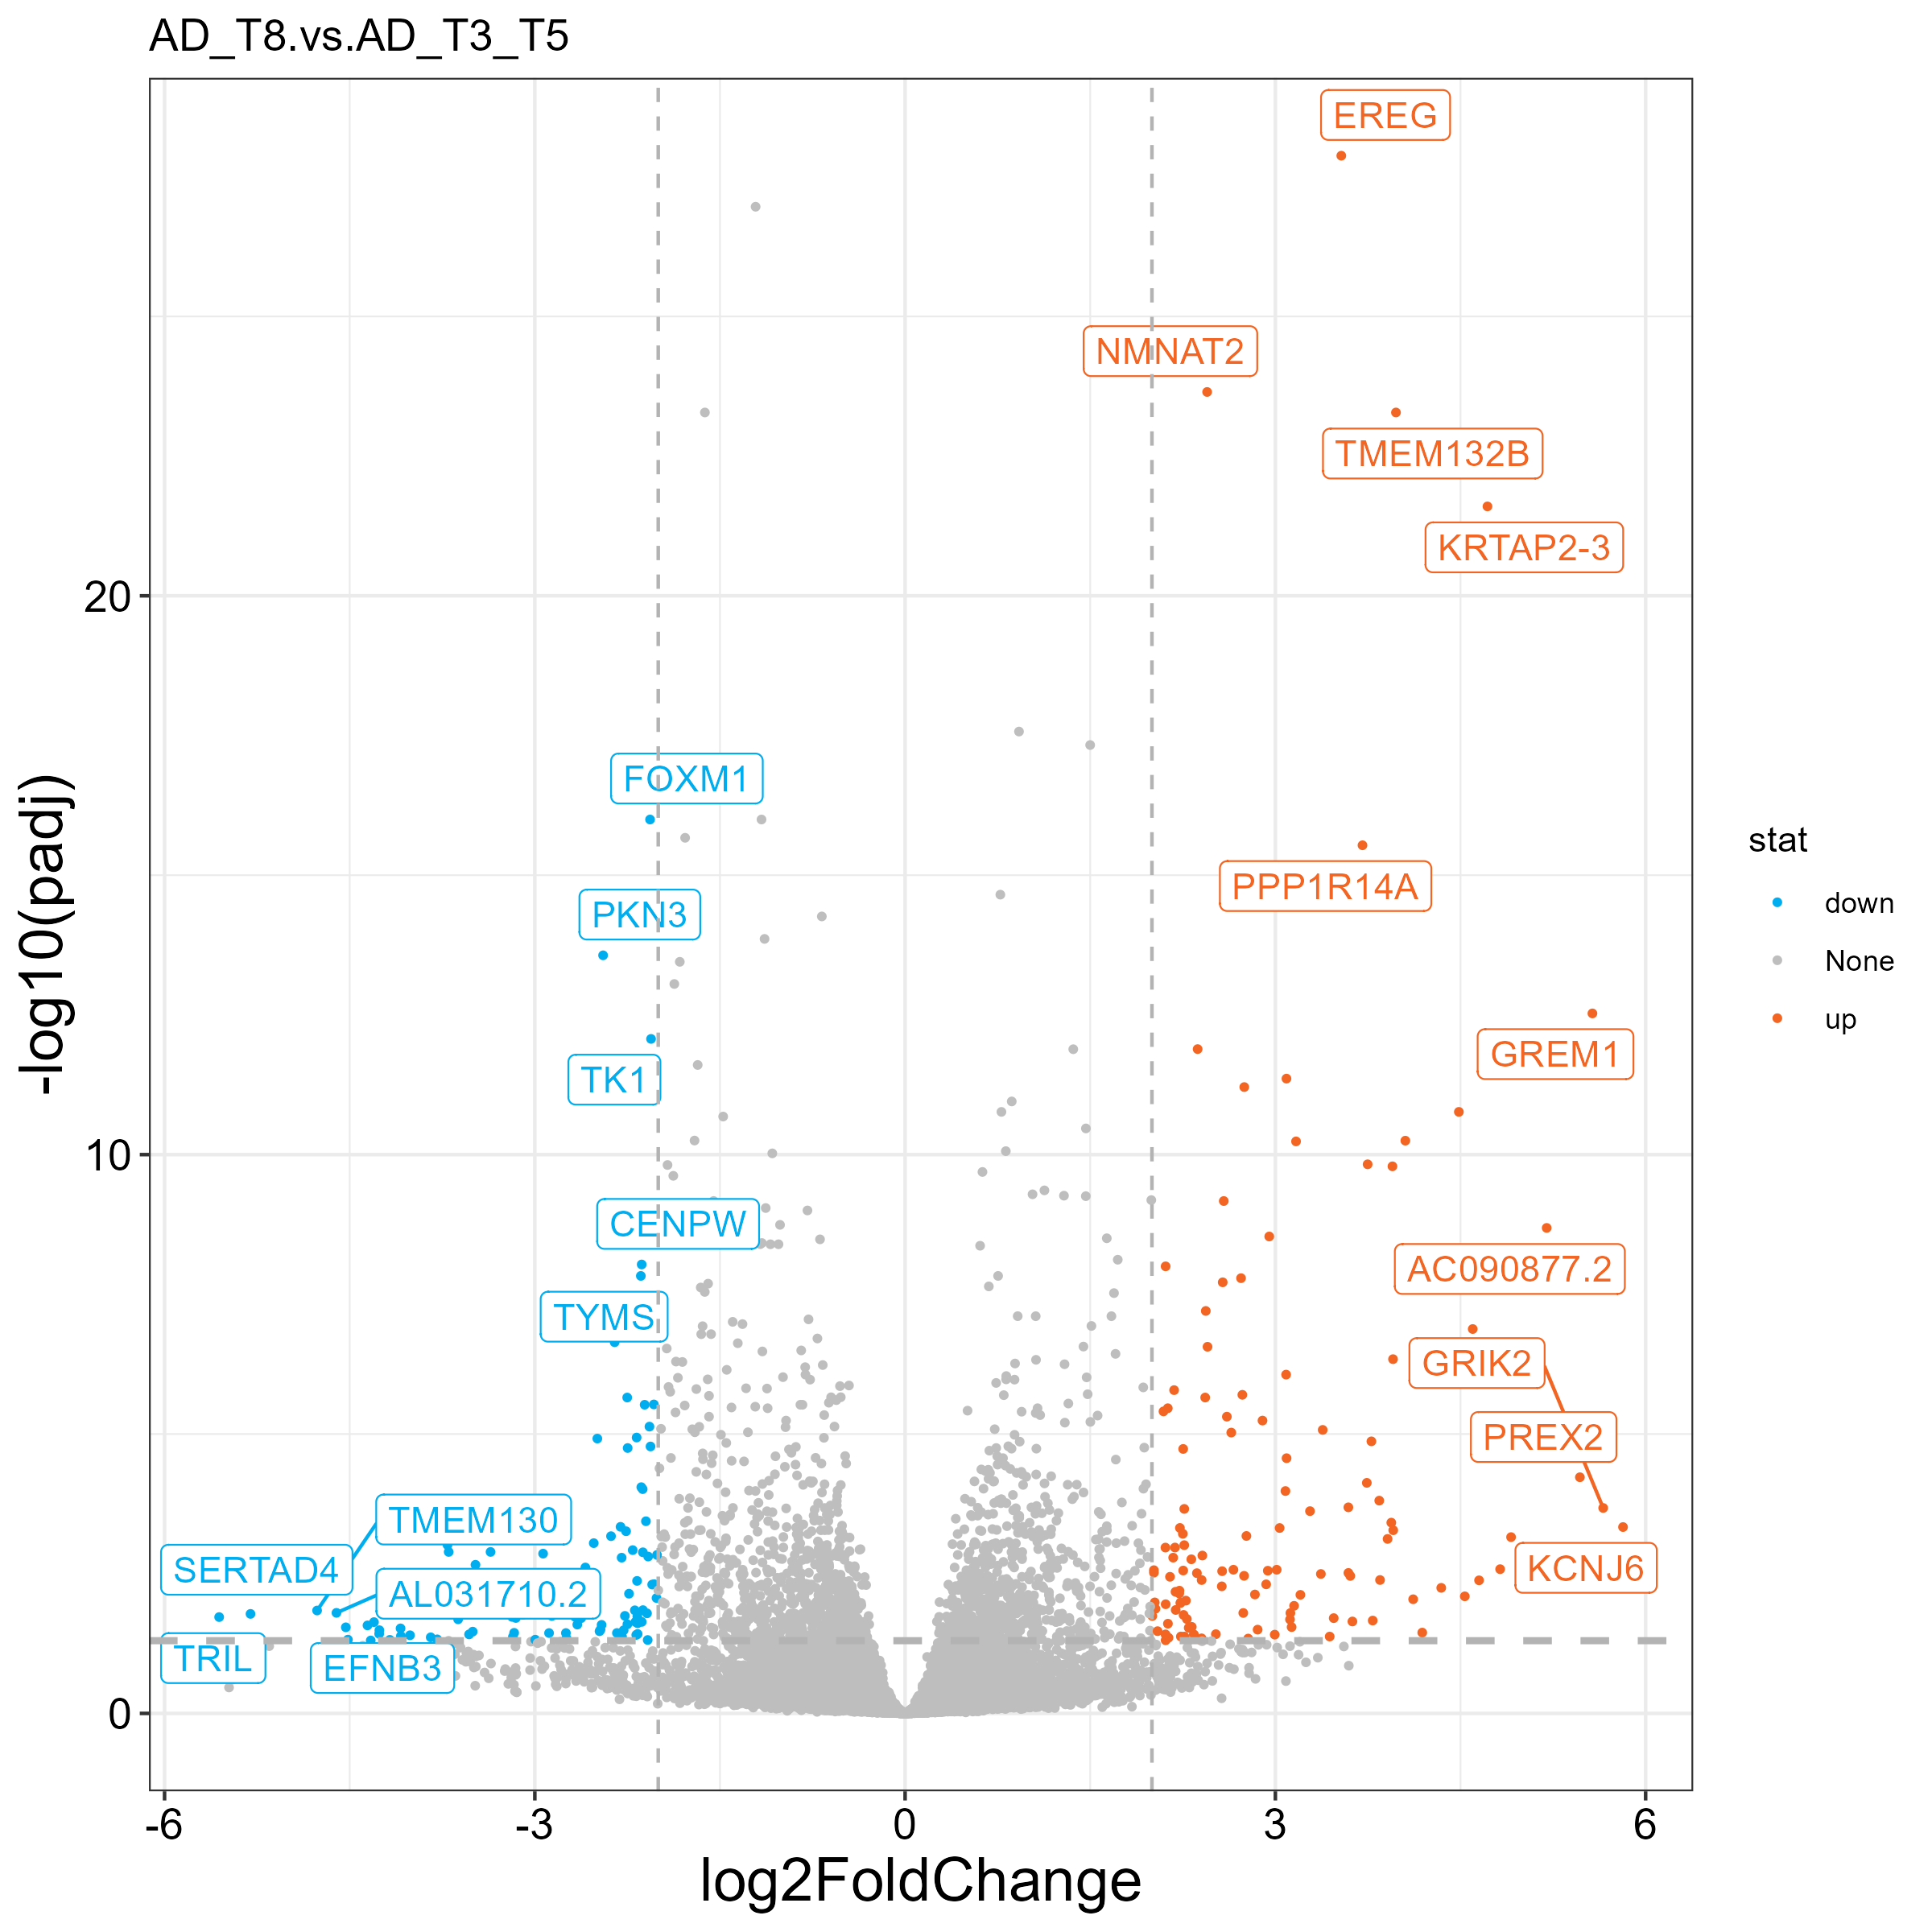 AD_T8.vs.AD_T3_T5
EREG
NMNAT2
TMEM132B
KRTAP2-3
20
FOXM1
PPP1R14A
PKN3
-log10(padj)
stat
down
None
up
GREM1
TK1
10
CENPW
AC090877.2
TYMS
GRIK2
PREX2
TMEM130
SERTAD4
KCNJ6
AL031710.2
TRIL
EFNB3
0
-6
-3
0
3
6
log2FoldChange